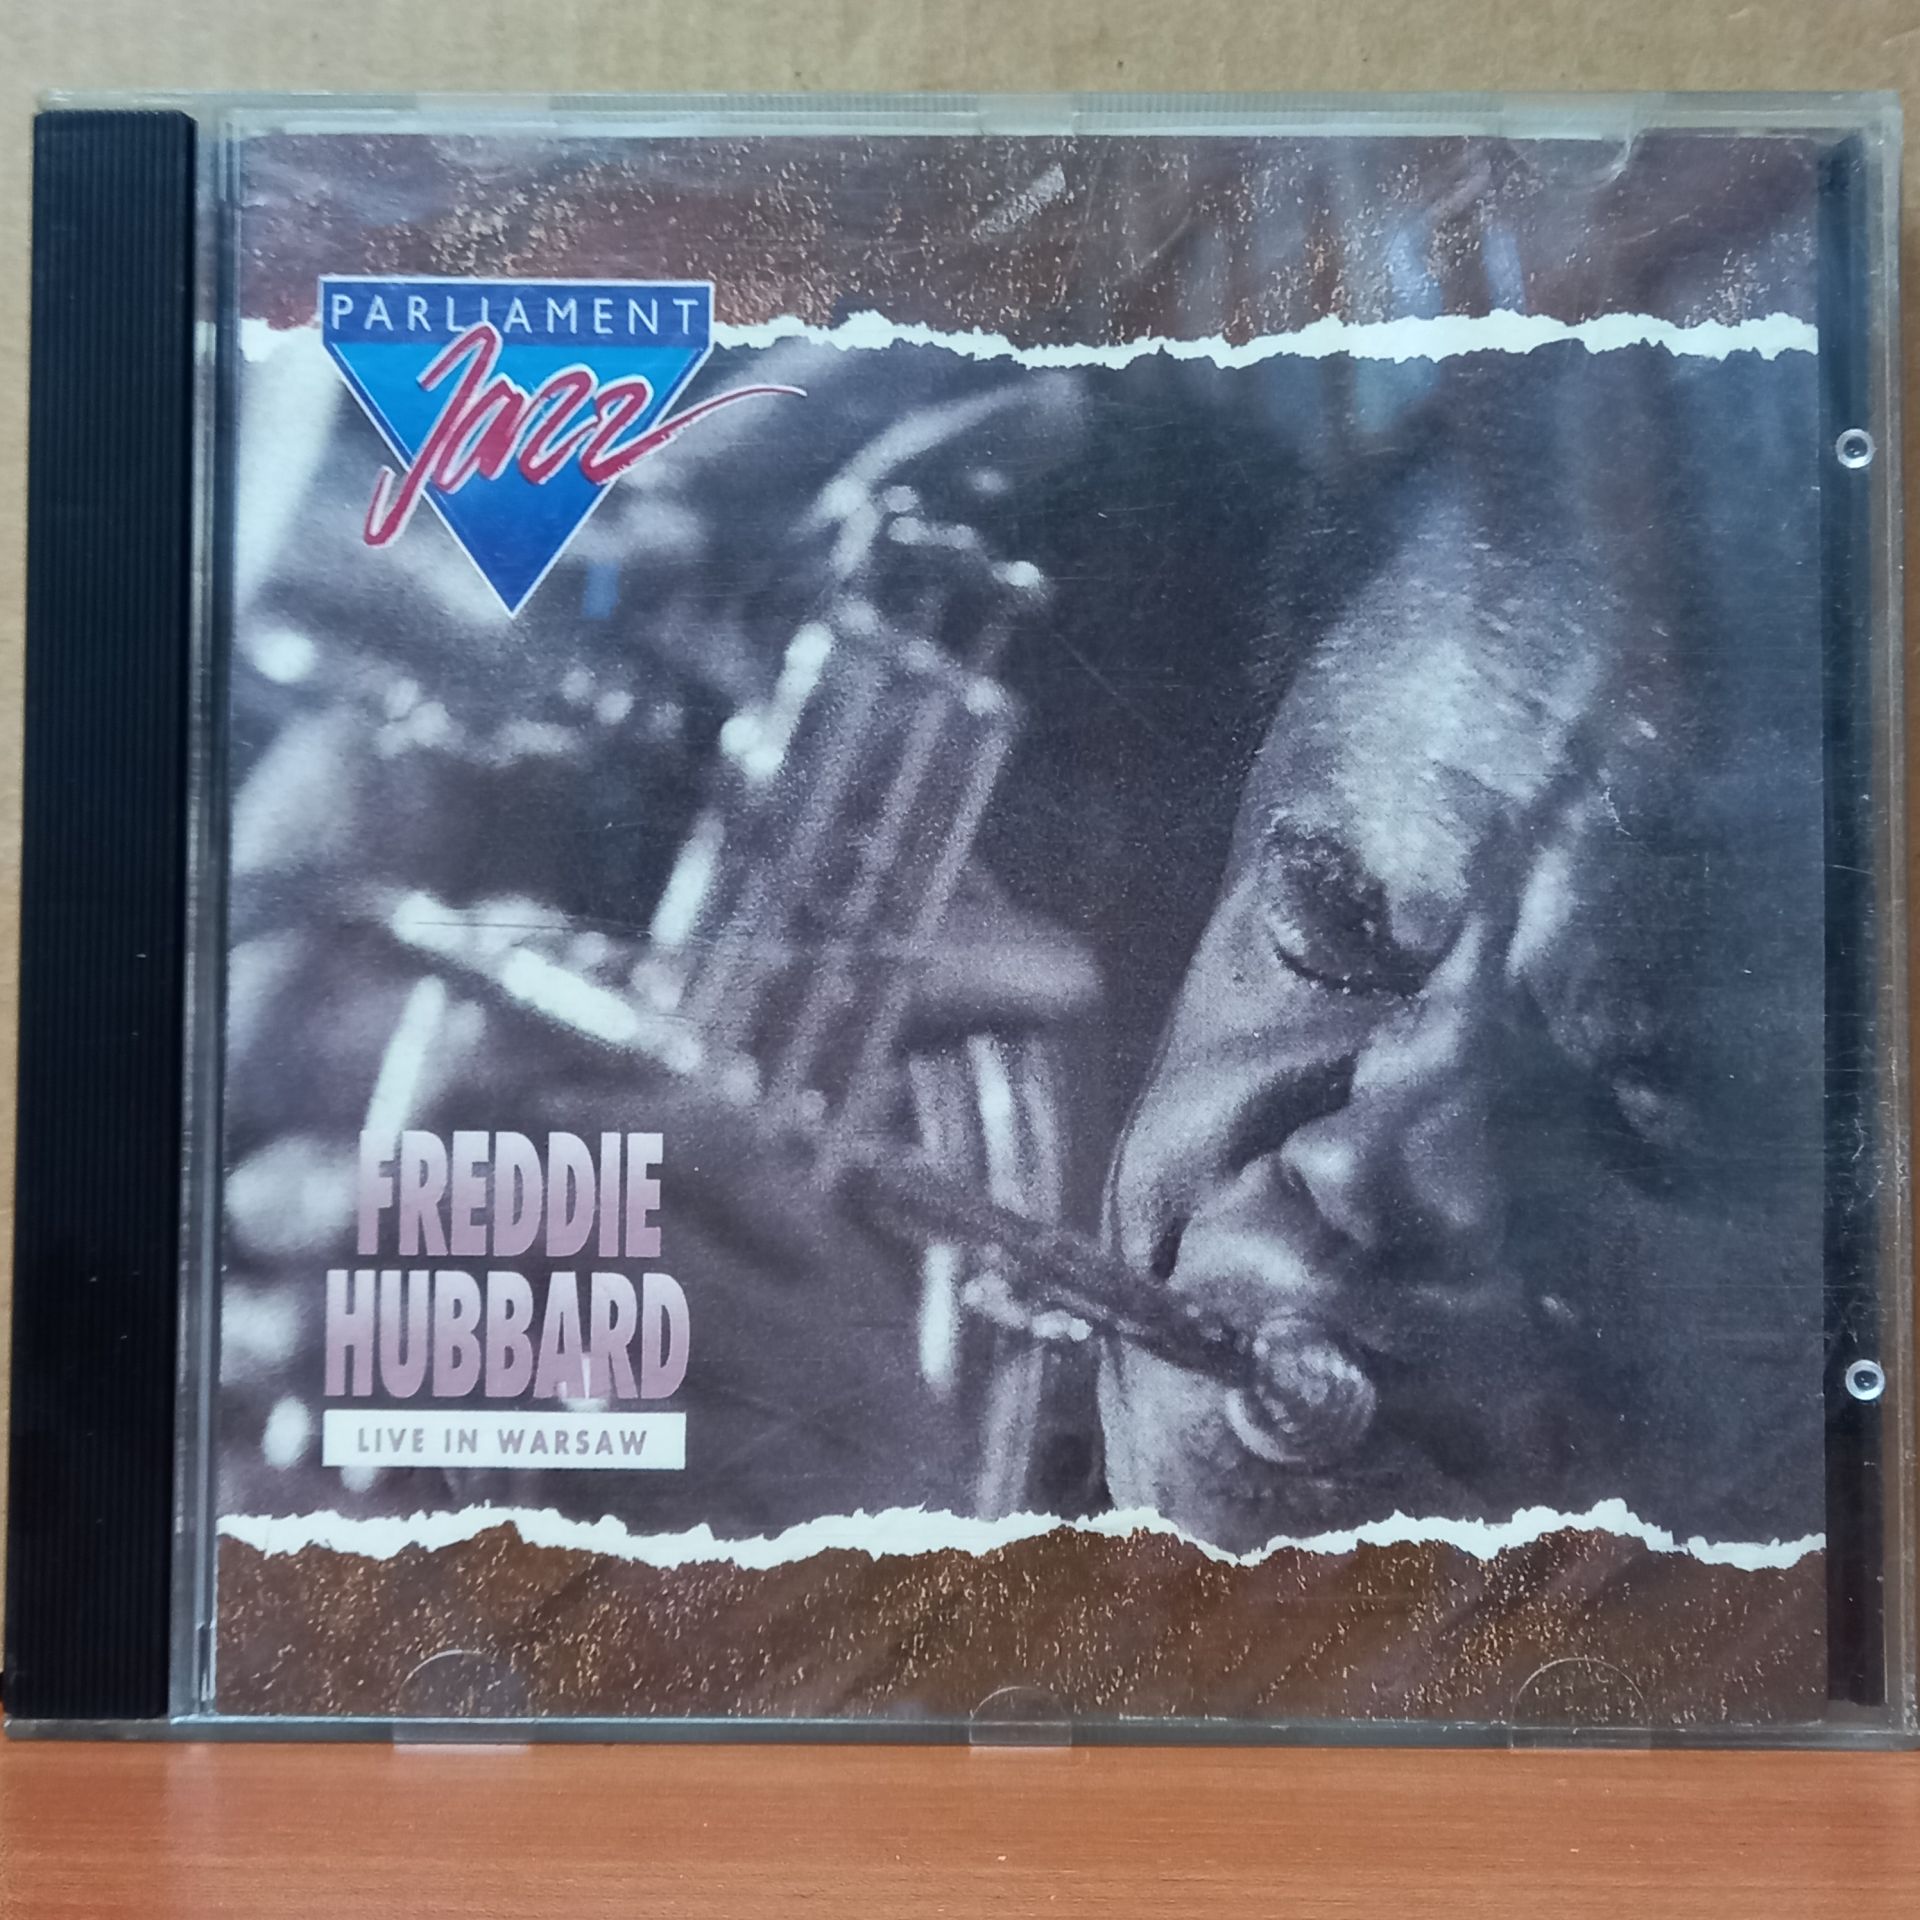 PARLIAMENT
Jazz
FREDDIE
HUBBARD
LIVE IN WARSAW